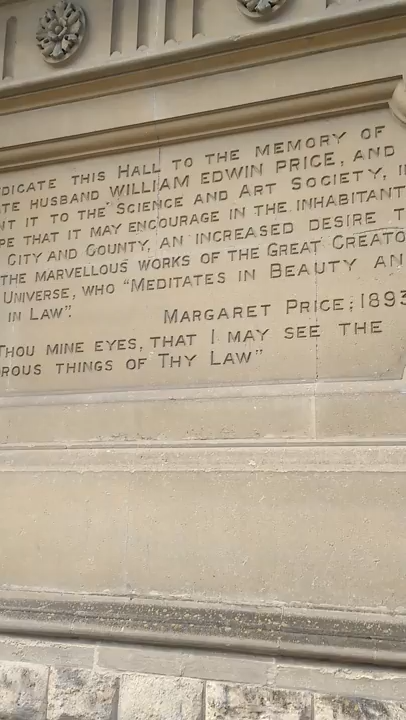 DICATE THIS HALL TO THE MEMORY OF
TE HUSBAND WILLIAM EDWIN PRICE, AND
NT IT TO THE SCIENCE AND ART SOCIETY, I
PE THAT IT MAY ENCOURAGE IN THE INHABITANT
CITY AND COUNTY, AN INCREASED DESIRE T
THE MARVELLOUS WORKS OF THE GREAT CREATO
UNIVERSE, WHO "MEDITATES IN BEAUTY AN
IN LAW".
MARGARET PRICE; 1893
THOU MINE EYES, THAT I MAY SEE THE
ROUS THINGS OF THY LAW"